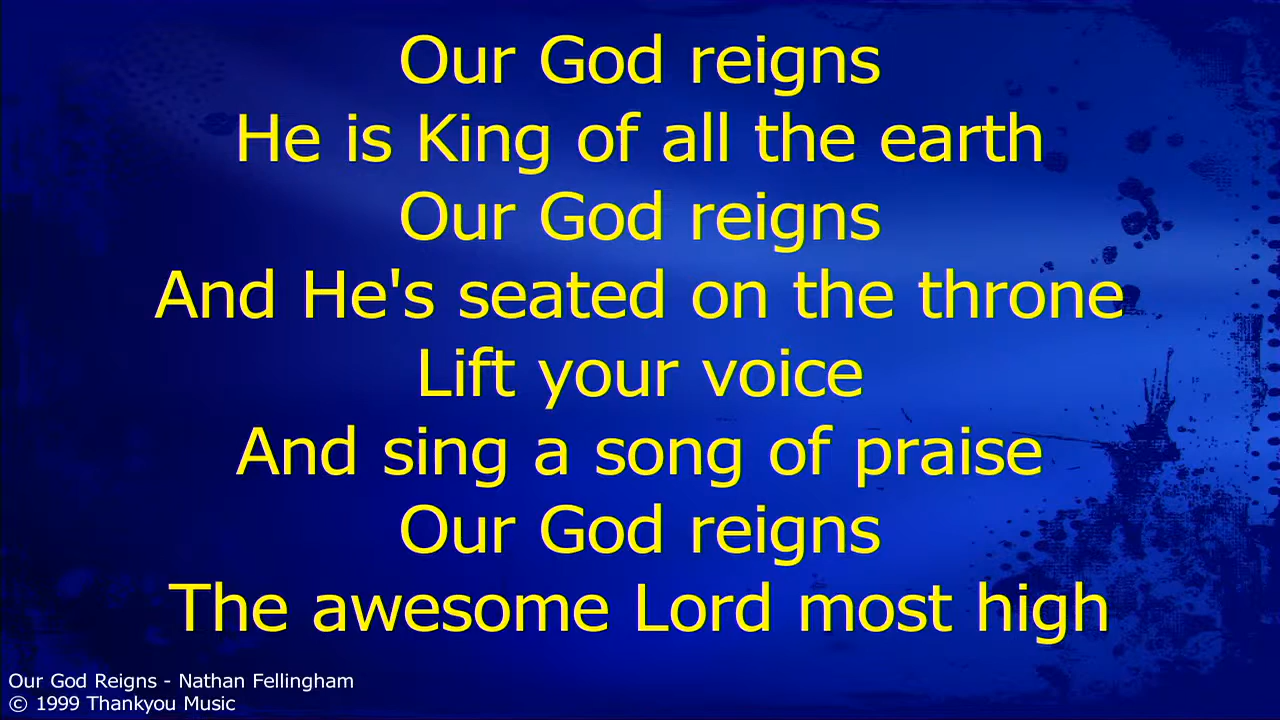 Our God reigns
He is King of all the earth
Our God reigns
And He's seated on the throne
Lift your voice
And sing a song of praise
Our God reigns
The awesome Lord most high
Our God Reigns - Nathan Fellingham
© 1999 Thankyou Music